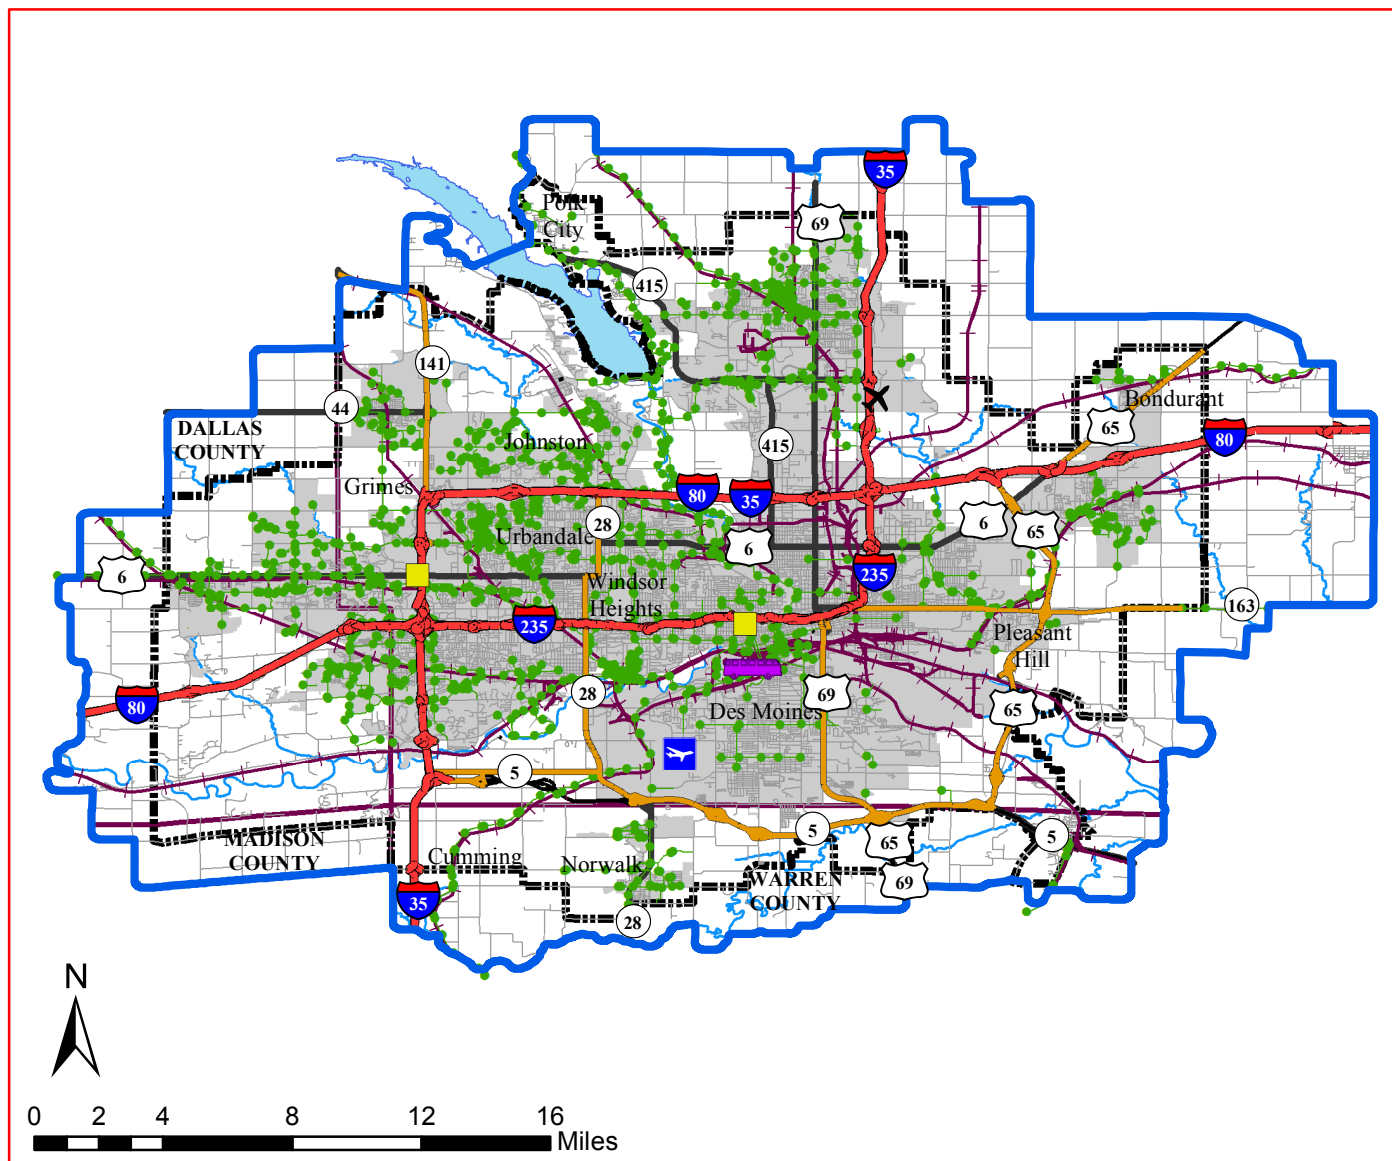 35
Polk
City
69
415
141
44
65
Bondurant
DALLAS
COUNTY
Johnston
415
80
Grimes
80
35
28
Urbandale
6
6
65
6
Windsor
Heights
235
235
163
Pleasant
Hill
28
69
65
80
Des Moines
5
5
65
5
MADISON
COUNTY
Cumming
Norwalk
WARREN
COUNTY
69
35
28
N
0 2 4 8 12 16
Miles